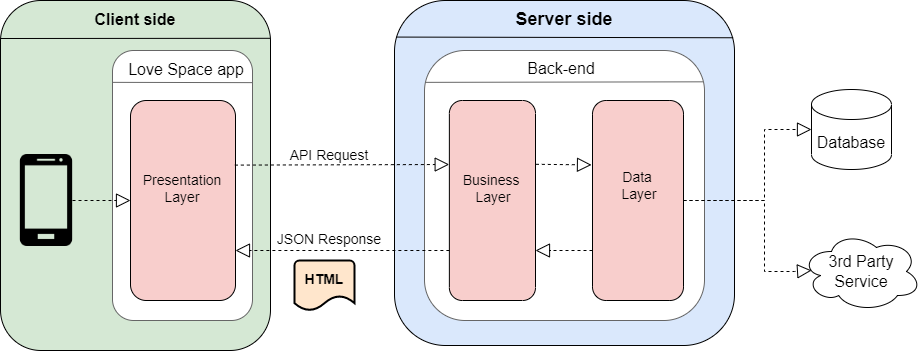 Client side
Server side
Love Space app
Back-end
Presentation
Layer
API Request
Business
Layer
Data
Layer
JSON Response
HTML
Database
3rd Party
Service